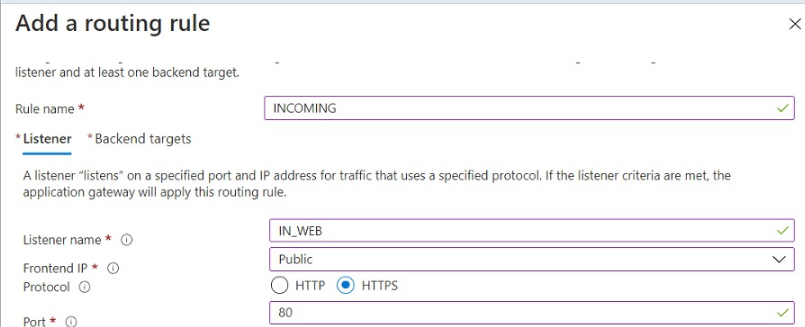 Add a routing rule
listener and at least one backend target.
Rule name *
INCOMING
* Listener * Backend targets
A listener "listens" on a specified port and IP address for traffic that uses a specified protocol. If the listener criteria are met, the
application gateway will apply this routing rule.
Listener name *
IN_WEB
Frontend IP *
Public
Protocol
HTTP HTTPS
Port *
80